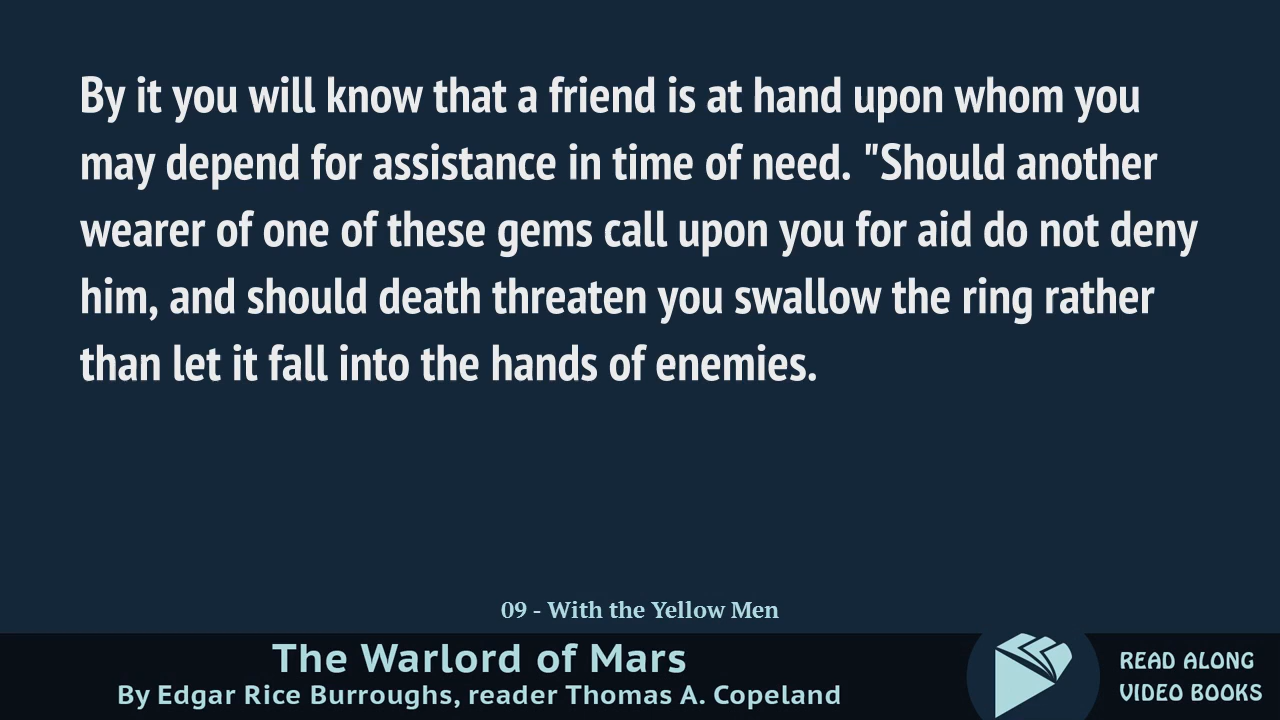 By it you will know that a friend is at hand upon whom you
may depend for assistance in time of need. "Should another
wearer of one of these gems call upon you for aid do not deny
him, and should death threaten you swallow the ring rather
than let it fall into the hands of enemies.
09 - With the Yellow Men
The Warlord of Mars
By Edgar Rice Burroughs, reader Thomas A. Copeland
READ ALONG
VIDEO BOOKS